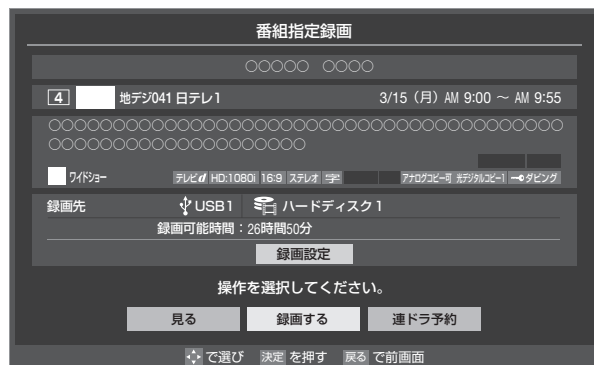 番組指定録画
○○○○○ ○○○○
4 地デジ041 日テレ1 3/15（月）AM 9:00 ～ AM 9:55
○○○○○○○○○○○○○○○○○○○○○○○○○○○○○○○○○○○○○○○○
○○○○○○○○○○○○○○○○○○○○
ワイドショー テレビd HD:1080i 16:9 ステレオ 字 アナログコピー可 光デジタルコピー1 ダビング
録画先 USB1 ハードディスク1
録画可能時間：26時間50分
録画設定
操作を選択してください。
見る 録画する 連ドラ予約
で選び 決定 を押す 戻る で前画面